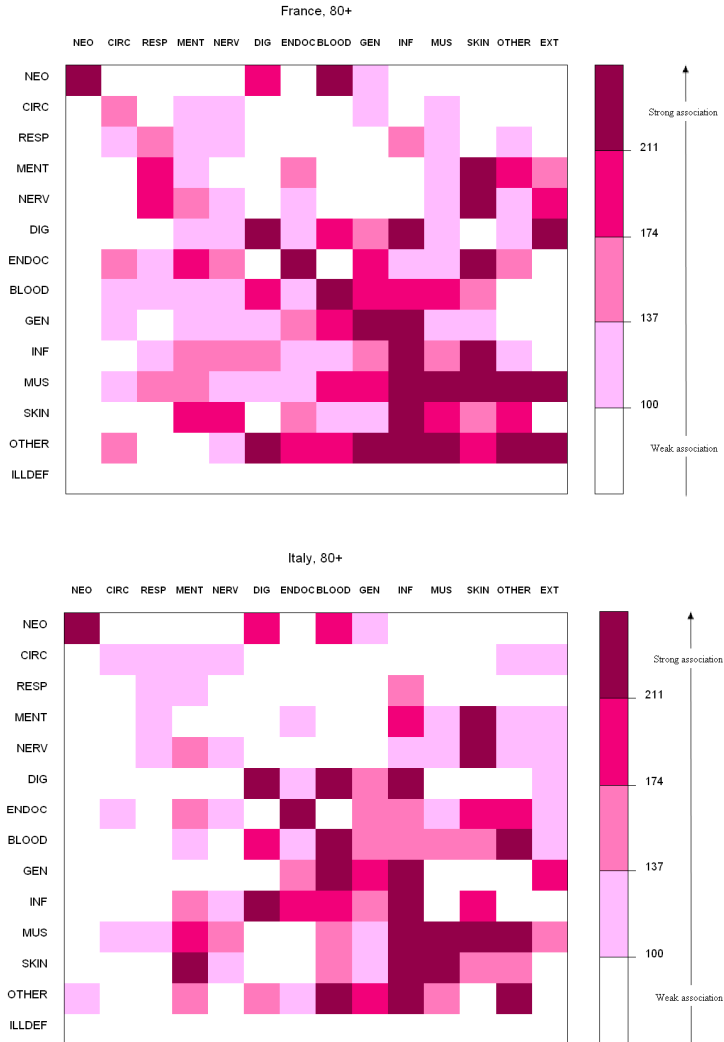 France, 80+
NEO CIRC RESP MENT NERV DIG ENDOC BLOOD GEN INF MUS SKIN OTHER EXT
NEO
CIRC
RESP
MENT
NERV
DIG
ENDOC
BLOOD
GEN
INF
MUS
SKIN
OTHER
ILLDEF
Strong association
211
174
137
100
Weak association
Italy, 80+
NEO CIRC RESP MENT NERV DIG ENDOC BLOOD GEN INF MUS SKIN OTHER EXT
NEO
CIRC
RESP
MENT
NERV
DIG
ENDOC
BLOOD
GEN
INF
MUS
SKIN
OTHER
ILLDEF
Strong association
211
174
137
100
Weak association